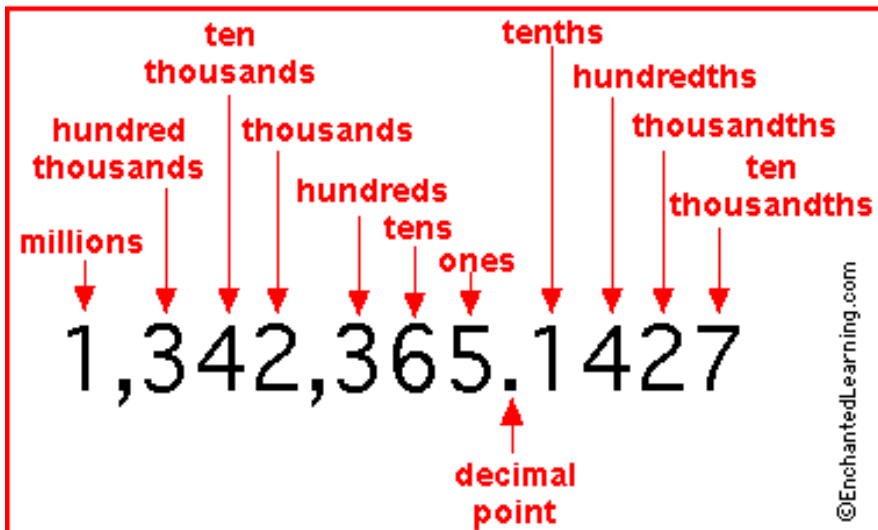 ten
thousands
tenths
hundredths
hundred
thousands
thousands
thousandths
hundreds
ten
thousandths
millions
tens
ones
1,342,365.1427
decimal
point
©EnchantedLearning.com